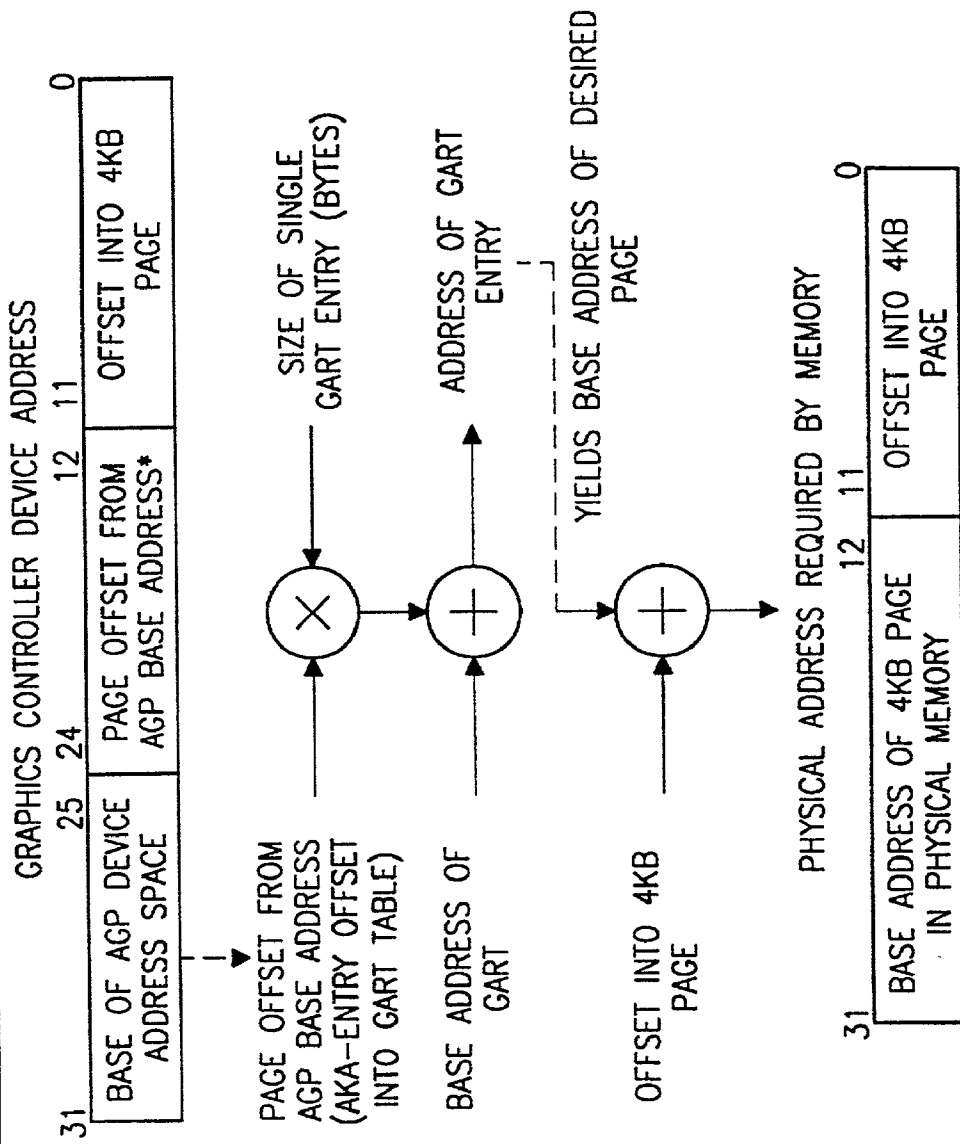 GRAPHICS CONTROLLER DEVICE ADDRESS
31 25 24 12 11 0
BASE OF AGP DEVICE
ADDRESS SPACE
PAGE OFFSET FROM
AGP BASE ADDRESS*
OFFSET INTO 4KB
PAGE
PAGE OFFSET FROM
AGP BASE ADDRESS
(AKA-ENTRY OFFSET
INTO GART TABLE)
×
SIZE OF SINGLE
GART ENTRY (BYTES)
BASE ADDRESS OF
GART
+
ADDRESS OF GART
ENTRY
YIELDS BASE ADDRESS OF DESIRED
PAGE
OFFSET INTO 4KB
PAGE
+
PHYSICAL ADDRESS REQUIRED BY MEMORY
31 12 11 0
BASE ADDRESS OF 4KB PAGE
IN PHYSICAL MEMORY
OFFSET INTO 4KB
PAGE